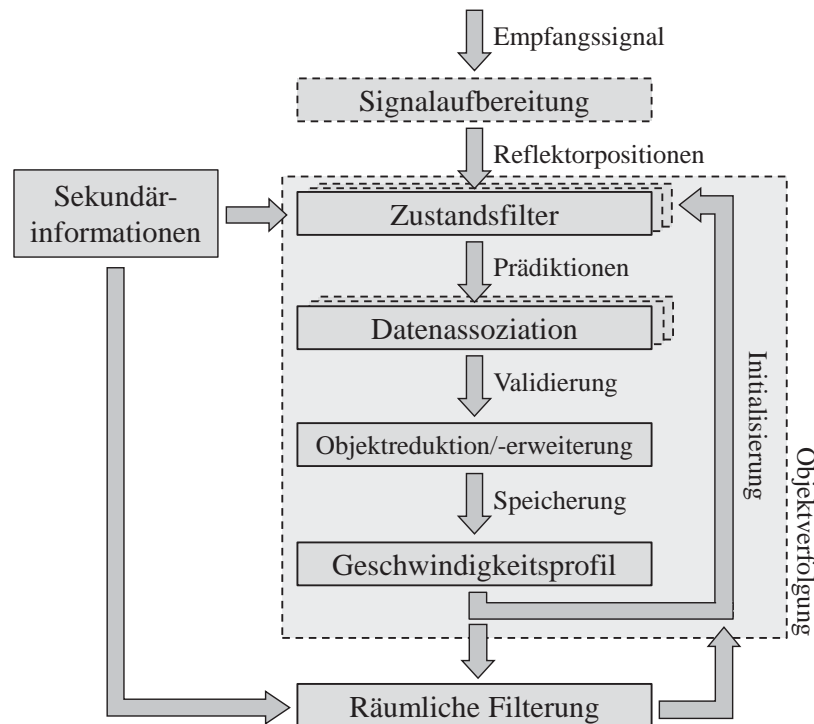 Empfangssignal
Signalaufbereitung
Reflektorpositionen
Sekundär-
informationen
Zustandsfilter
Prädiktionen
Datenassoziation
Validierung
Objektreduktion/-erweiterung
Speicherung
Geschwindigkeitsprofil
Initialisierung
Objektverfolgung
Räumliche Filterung